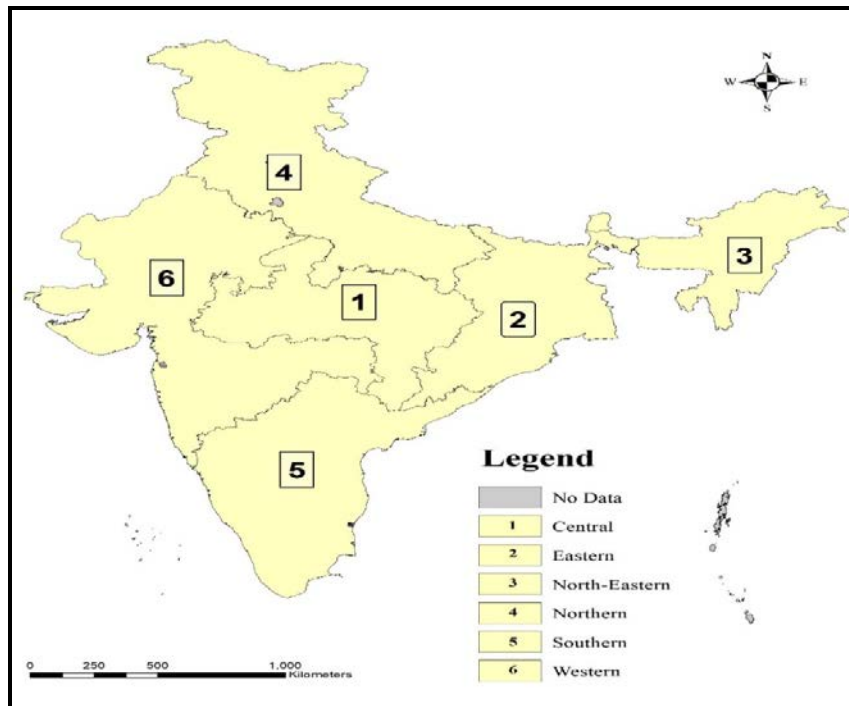 N
W E
S
4
3
6
1
2
5
Legend
No Data
1 Central
2 Eastern
3 North-Eastern
4 Northern
5 Southern
6 Western
0 250 500 1,000
Kilometers